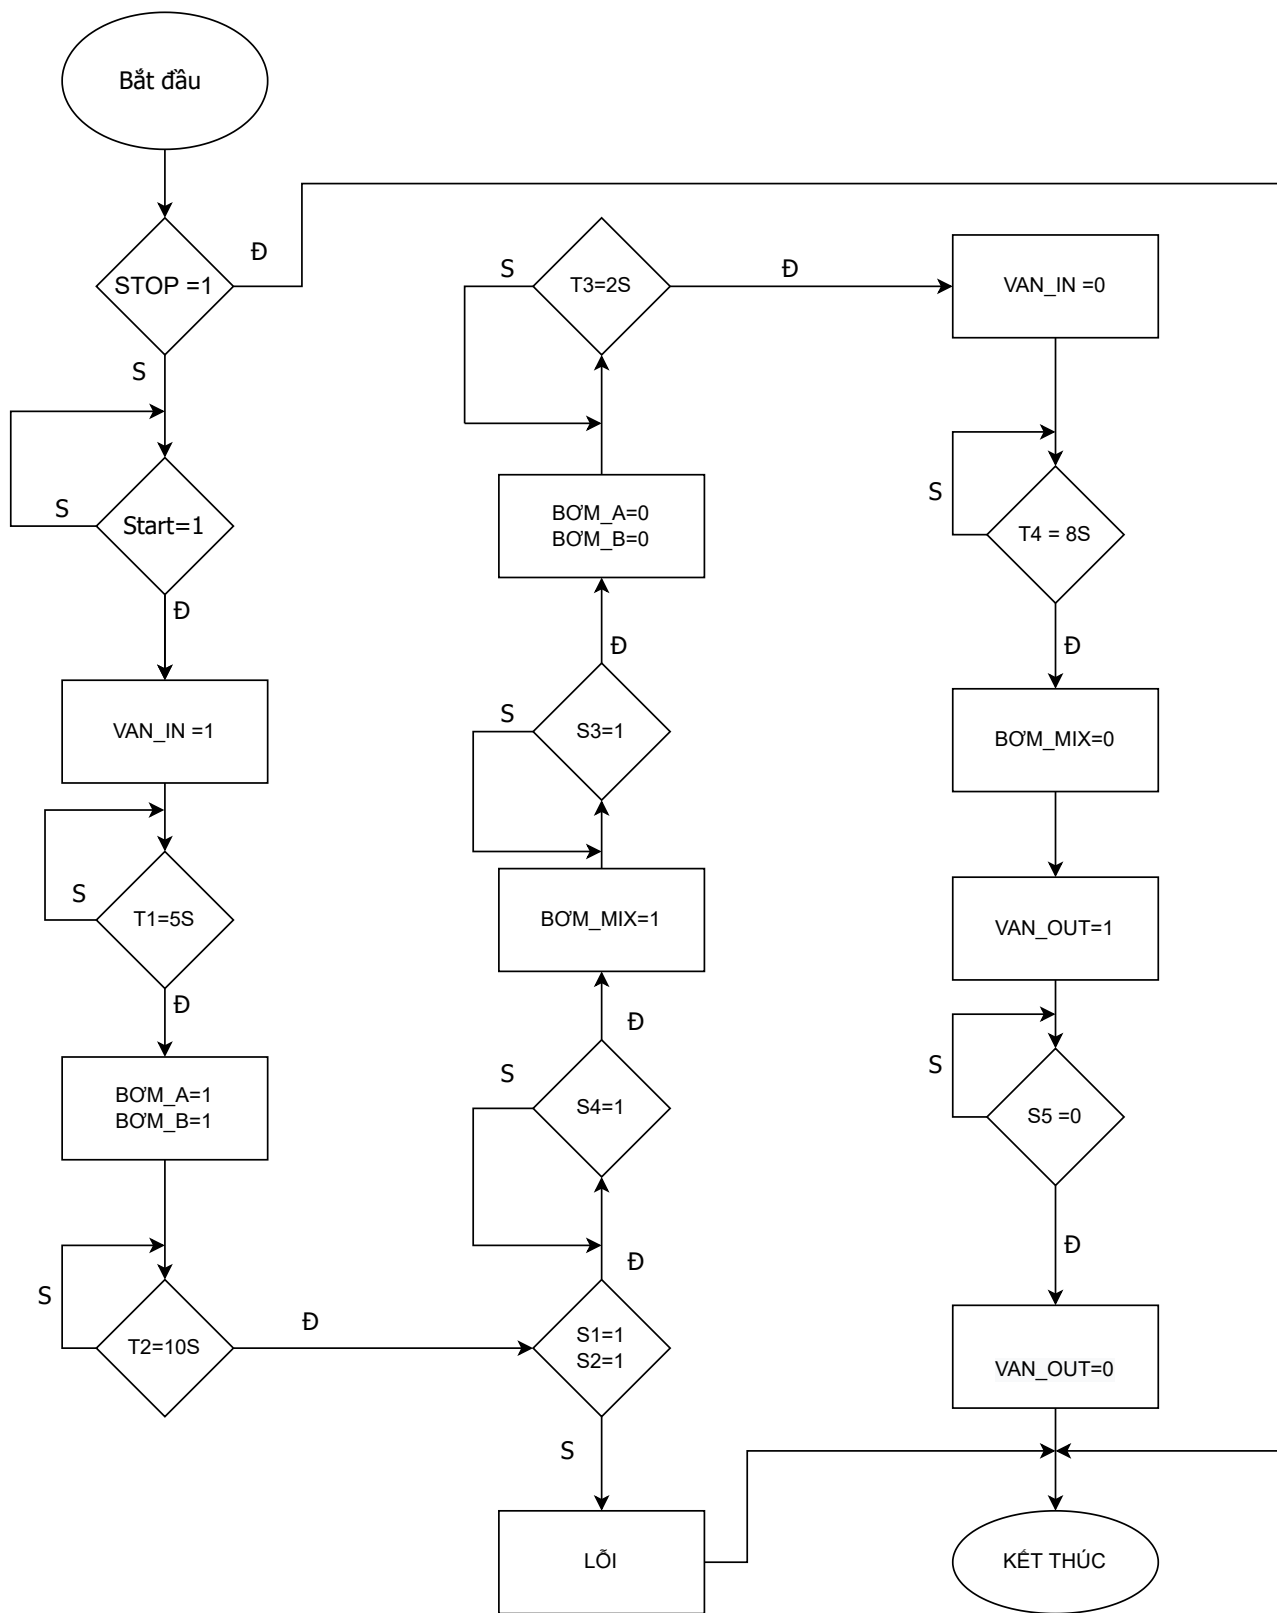 Bắt đầu
STOP =1
Đ
S
S
Start=1
Đ
VAN_IN =1
S
T1=5S
Đ
BƠM_A=1
BƠM_B=1
S
T2=10S
Đ
S1=1
S2=1
S
LỖI
Đ
S
S4=1
Đ
BƠM_MIX=1
S
S3=1
Đ
BƠM_A=0
BƠM_B=0
S
T3=2S
Đ
VAN_IN =0
S
T4 = 8S
Đ
BƠM_MIX=0
VAN_OUT=1
S
S5 =0
Đ
VAN_OUT=0
KẾT THÚC